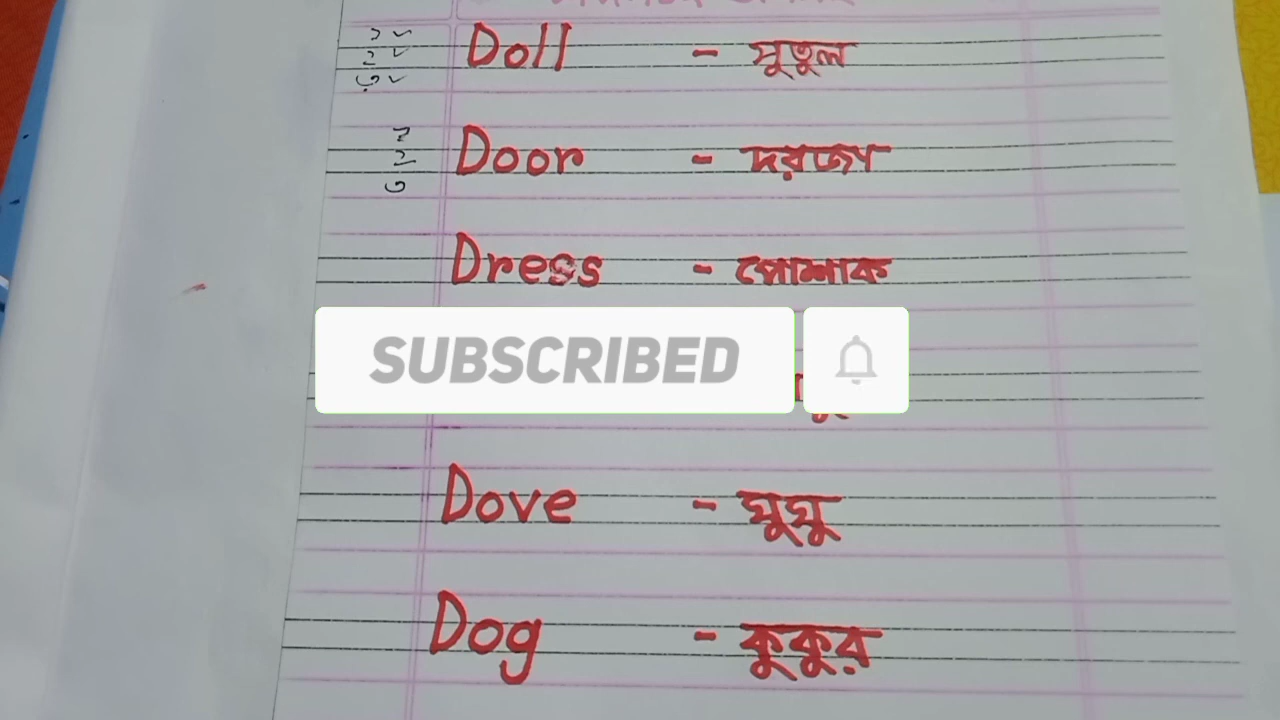 Doll - পুতুল
Door - দরজা
Dress - পোশাক
SUBSCRIBED
Dove - ঘুঘু
Dog - কুকুর